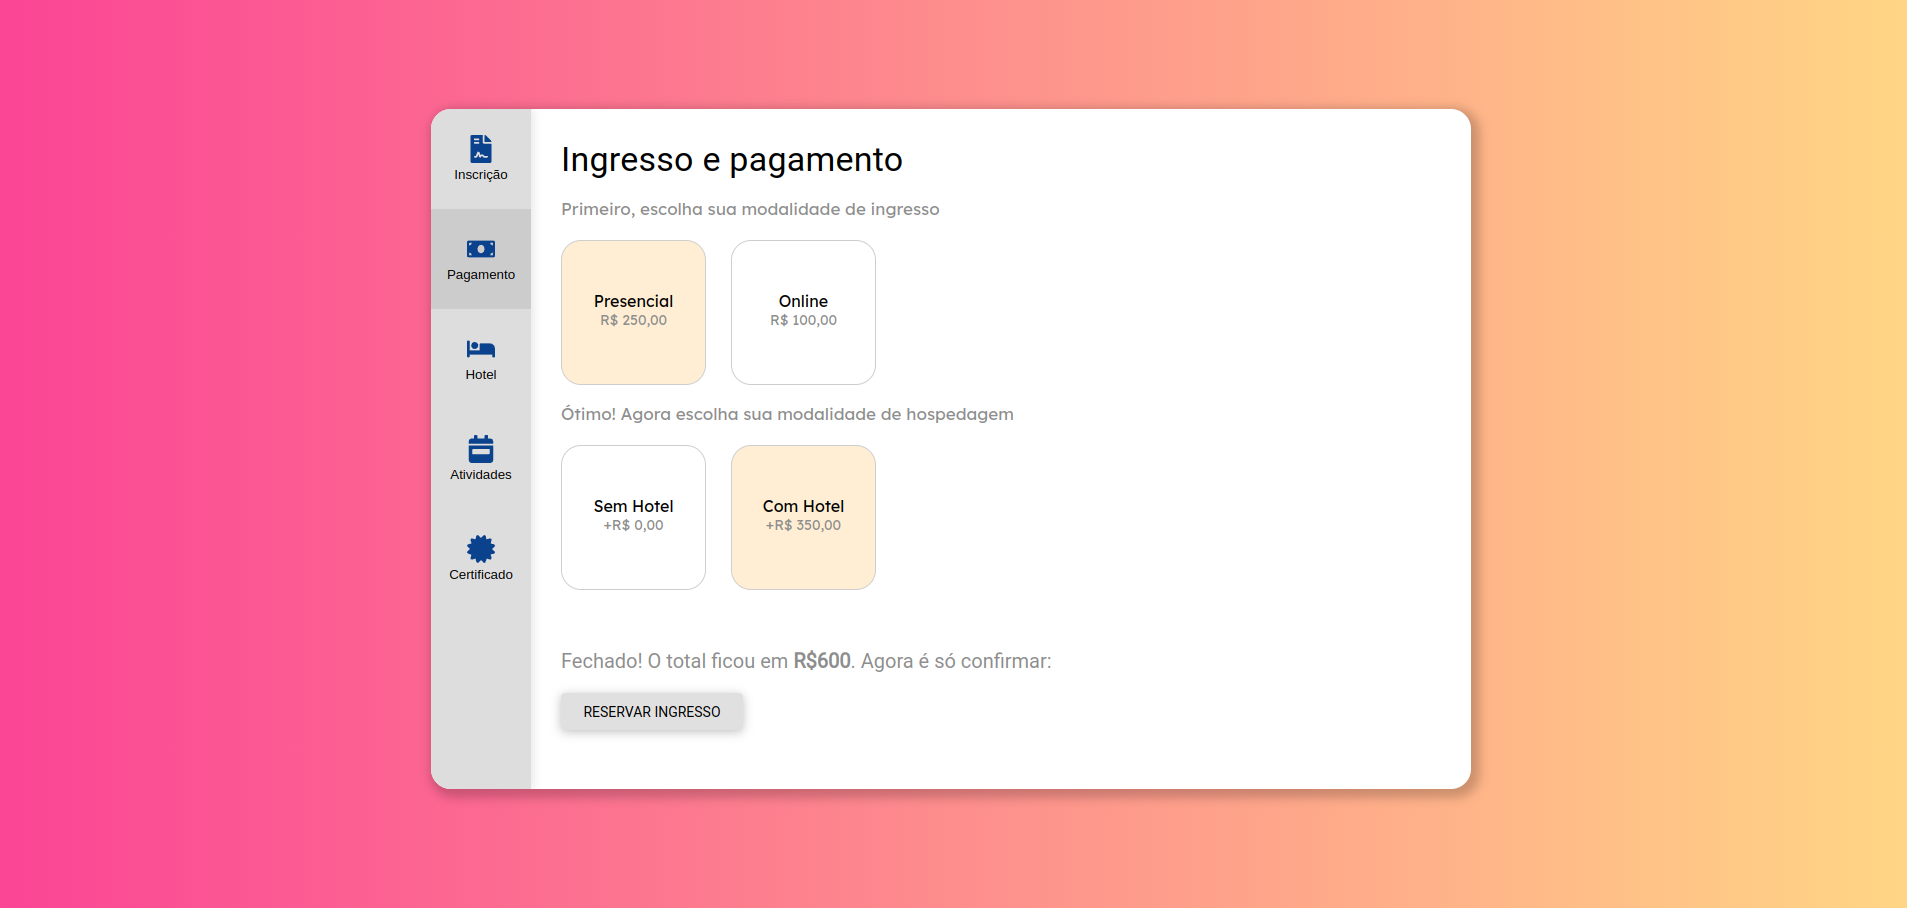 Inscrição
Pagamento
Hotel
Atividades
Certificado
Ingresso e pagamento
Primeiro, escolha sua modalidade de ingresso
Presencial
R$ 250,00
Online
R$ 100,00
Ótimo! Agora escolha sua modalidade de hospedagem
Sem Hotel
+R$ 0,00
Com Hotel
+R$ 350,00
Fechado! O total ficou em R$600. Agora é só confirmar:
RESERVAR INGRESSO